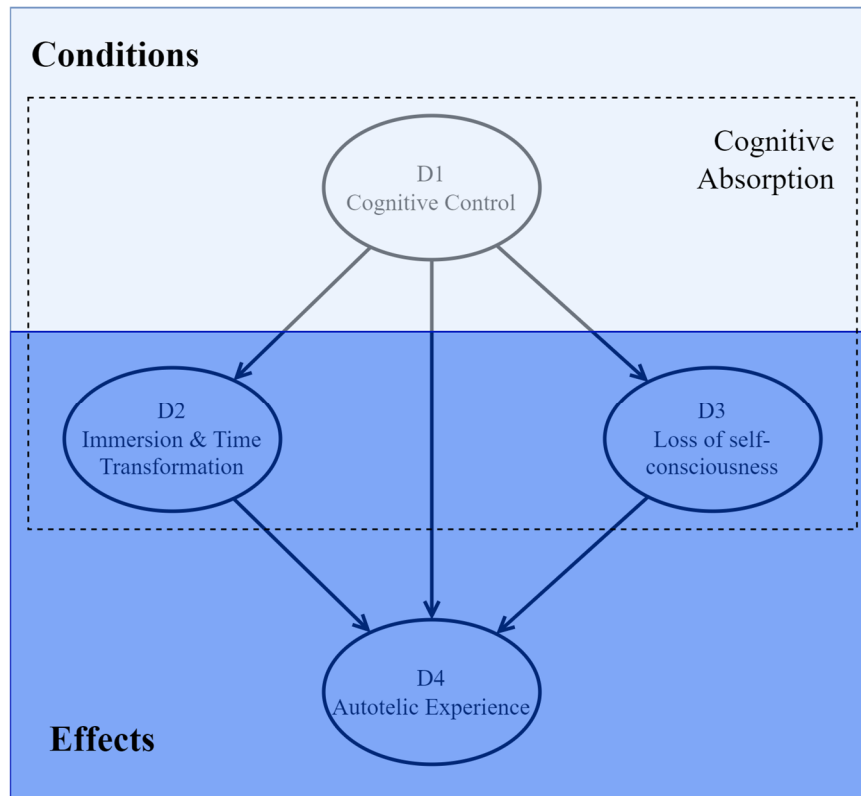 Conditions
Cognitive
Absorption
D1
Cognitive Control
D2
Immersion & Time
Transformation
D3
Loss of self-
consciousness
D4
Autotelic Experience
Effects